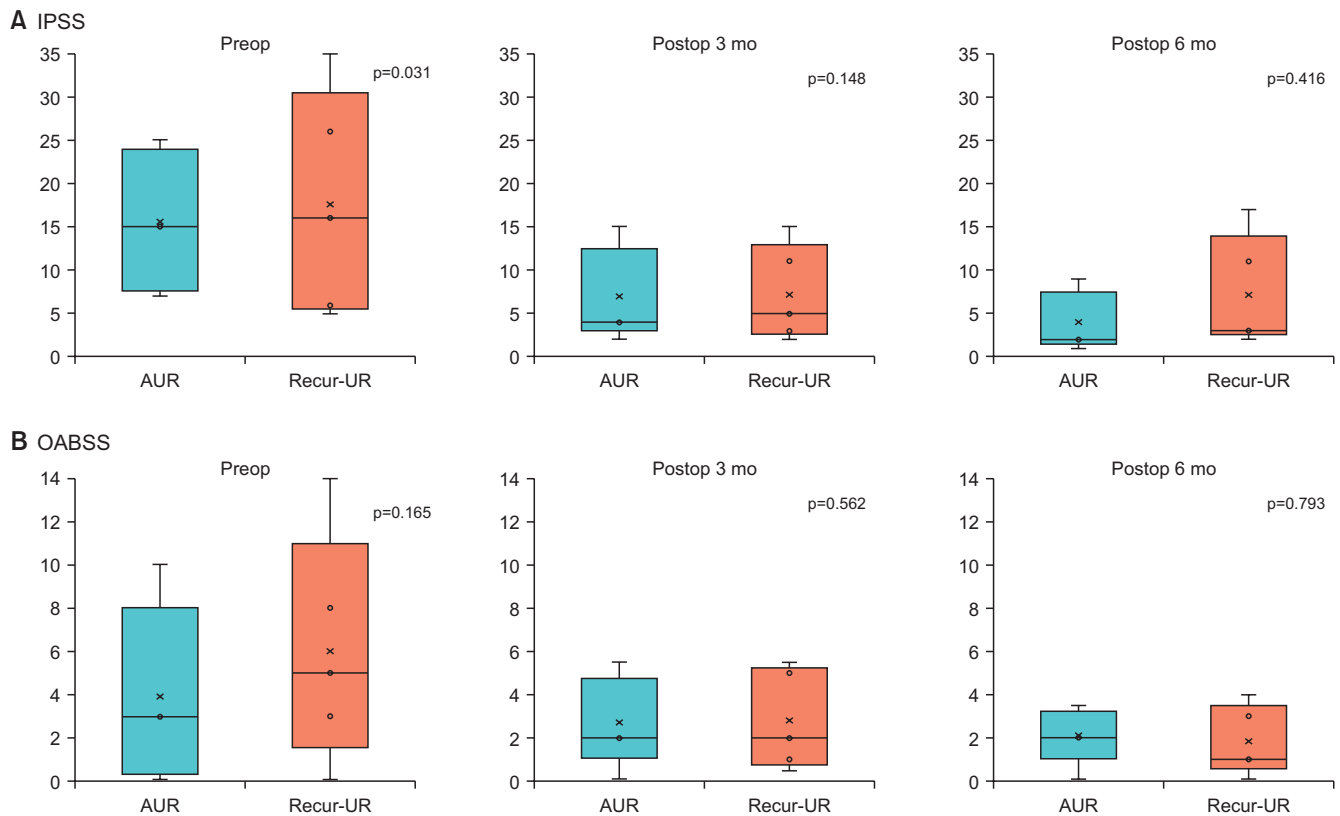 A IPSS
Preop
35
30
25
20
15
10
5
0
p=0.031
AUR Recur-UR
Postop 3 mo
35
30
25
20
15
10
5
0
p=0.148
AUR Recur-UR
Postop 6 mo
35
30
25
20
15
10
5
0
p=0.416
AUR Recur-UR
B OABSS
Preop
14
12
10
8
6
4
2
0
p=0.165
AUR Recur-UR
Postop 3 mo
14
12
10
8
6
4
2
0
p=0.562
AUR Recur-UR
Postop 6 mo
14
12
10
8
6
4
2
0
p=0.793
AUR Recur-UR